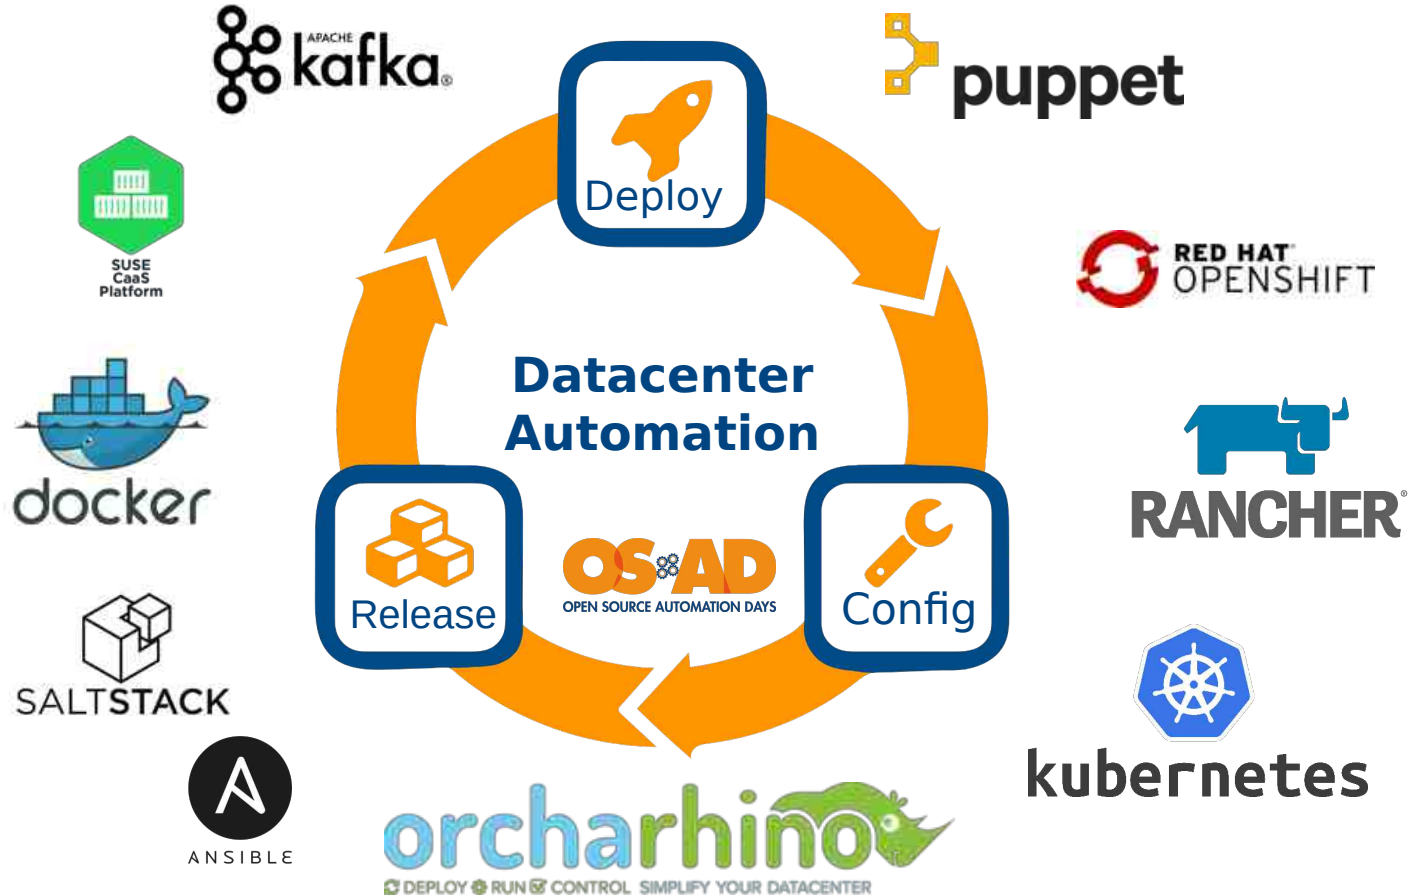 APACHE
kafka®
puppet
Deploy
SUSE
CaaS
Platform
RED HAT
OPENSHIFT
Datacenter
Automation
docker
RANCHER®
Release
OS AD
OPEN SOURCE AUTOMATION DAYS
Config
SALTSTACK
kubernetes
ANSIBLE
orcharhino
DEPLOY RUN CONTROL SIMPLIFY YOUR DATACENTER